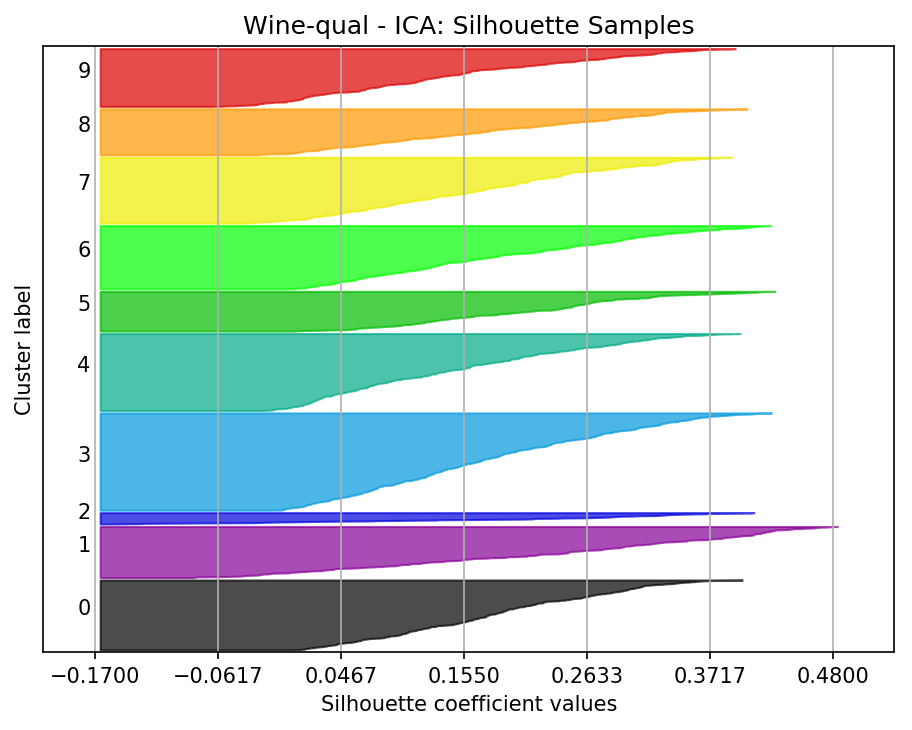 Wine-qual - ICA: Silhouette Samples
9
8
7
6
5
4
3
2
1
0
Cluster label
−0.1700 −0.0617 0.0467 0.1550 0.2633 0.3717 0.4800
Silhouette coefficient values